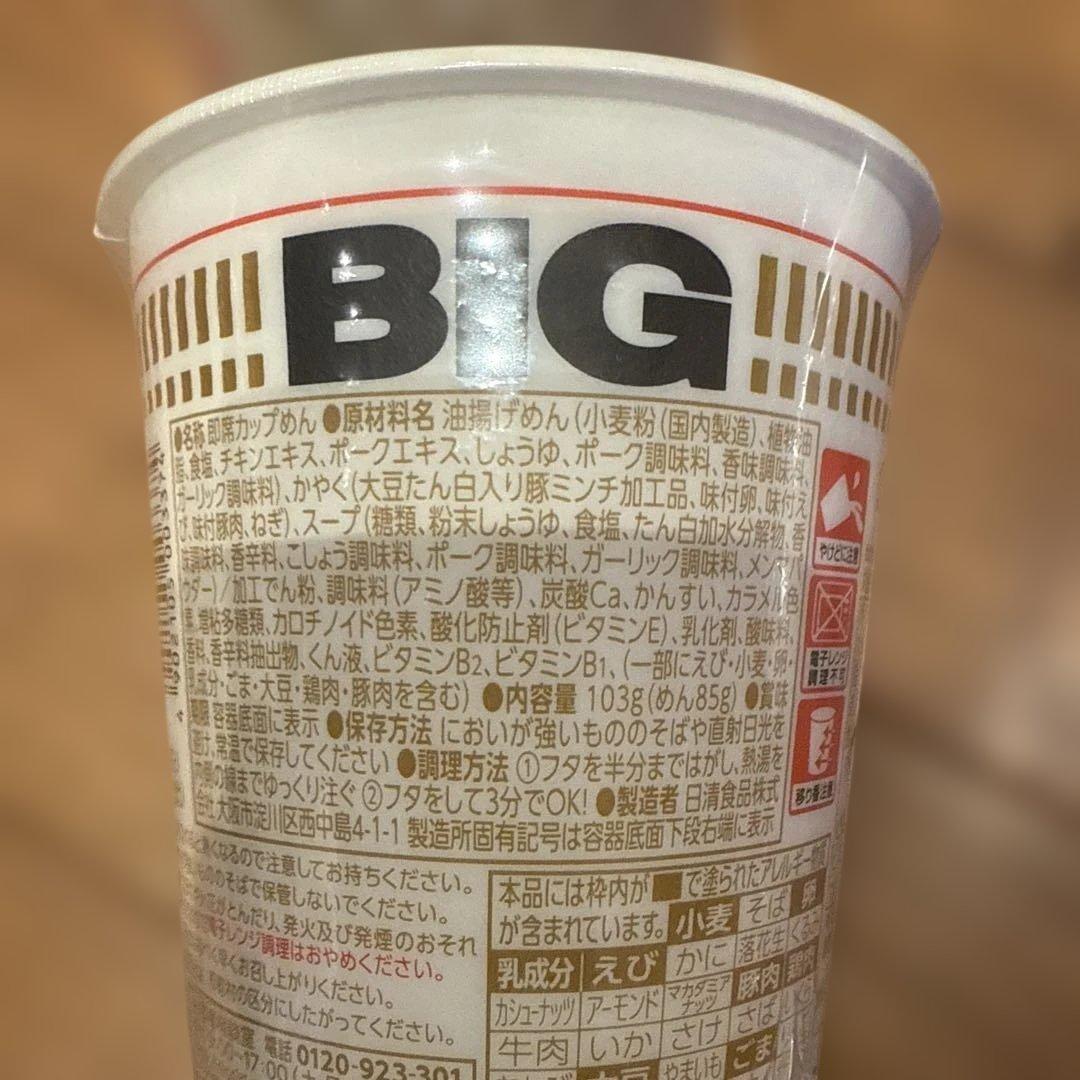 BIG
●名称 即席カップめん ●原材料名 油揚げめん(小麦粉(国内製造)、植物油
脂、食塩、チキンエキス、ポークエキス、しょうゆ、ポーク調味料、香味調味料、
ガーリック調味料)、かやく(大豆たん白入り豚ミンチ加工品、味付卵、味付え
び、味付豚肉、ねぎ)、スープ(糖類、粉末しょうゆ、食塩、たん白加水分解物、香
味調味料、香辛料、こしょう調味料、ポーク調味料、ガーリック調味料、メンマパ
ウダー)/加工でん粉、調味料(アミノ酸等)、炭酸Ca、かんすい、カラメル色
素、増粘多糖類、カロチノイド色素、酸化防止剤(ビタミンE)、乳化剤、酸味料、
香料、香辛料抽出物、くん液、ビタミンB2、ビタミンB1、(一部にえび・小麦・卵・
乳成分・ごま・大豆・鶏肉・豚肉を含む) ●内容量 103g(めん85g) ●賞味
期限 容器底面に表示 ●保存方法 においが強いもののそばや直射日光を
避け、常温で保存してください ●調理方法 ①フタを半分まではがし、熱湯を
内側の線までゆっくり注ぐ ②フタをして3分でOK! ●製造者 日清食品株式
会社 大阪市淀川区西中島4-1-1 製造所固有記号は容器底面下段右端に表示
やけどに注意
電子レンジ
調理不可
移り香注意
くなるので注意してお持ちください。
もののそばで保管しないでください。
がとんだり、発火及び発煙のおそれ
電子レンジ調理はおやめください。
早くお召し上がりください。
の区分にしたがってください。
電話 0120-923-301
本品には枠内が■で塗られたアレルギー物質
が含まれています。 小麦 そば 卵
乳成分 えび かに 落花生 くるみ
カシューナッツ アーモンド マカダミアナッツ 豚肉 鶏肉
牛肉 いか さけ さば
やまいも ごま